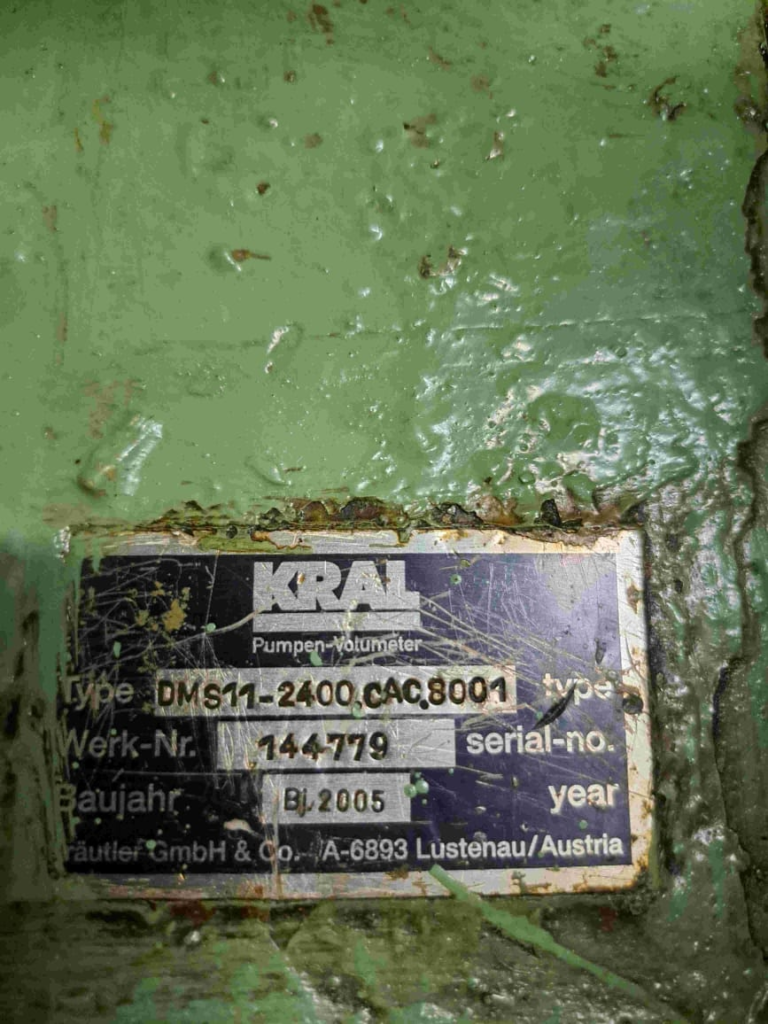 KRAL
Pumpen-Volumeter
Type DMS11-2400.CAC.8001 type
Werk-Nr. 144779 serial-no.
Baujahr Bj.2005 year
räutler GmbH & Co. A-6893 Lustenau/Austria